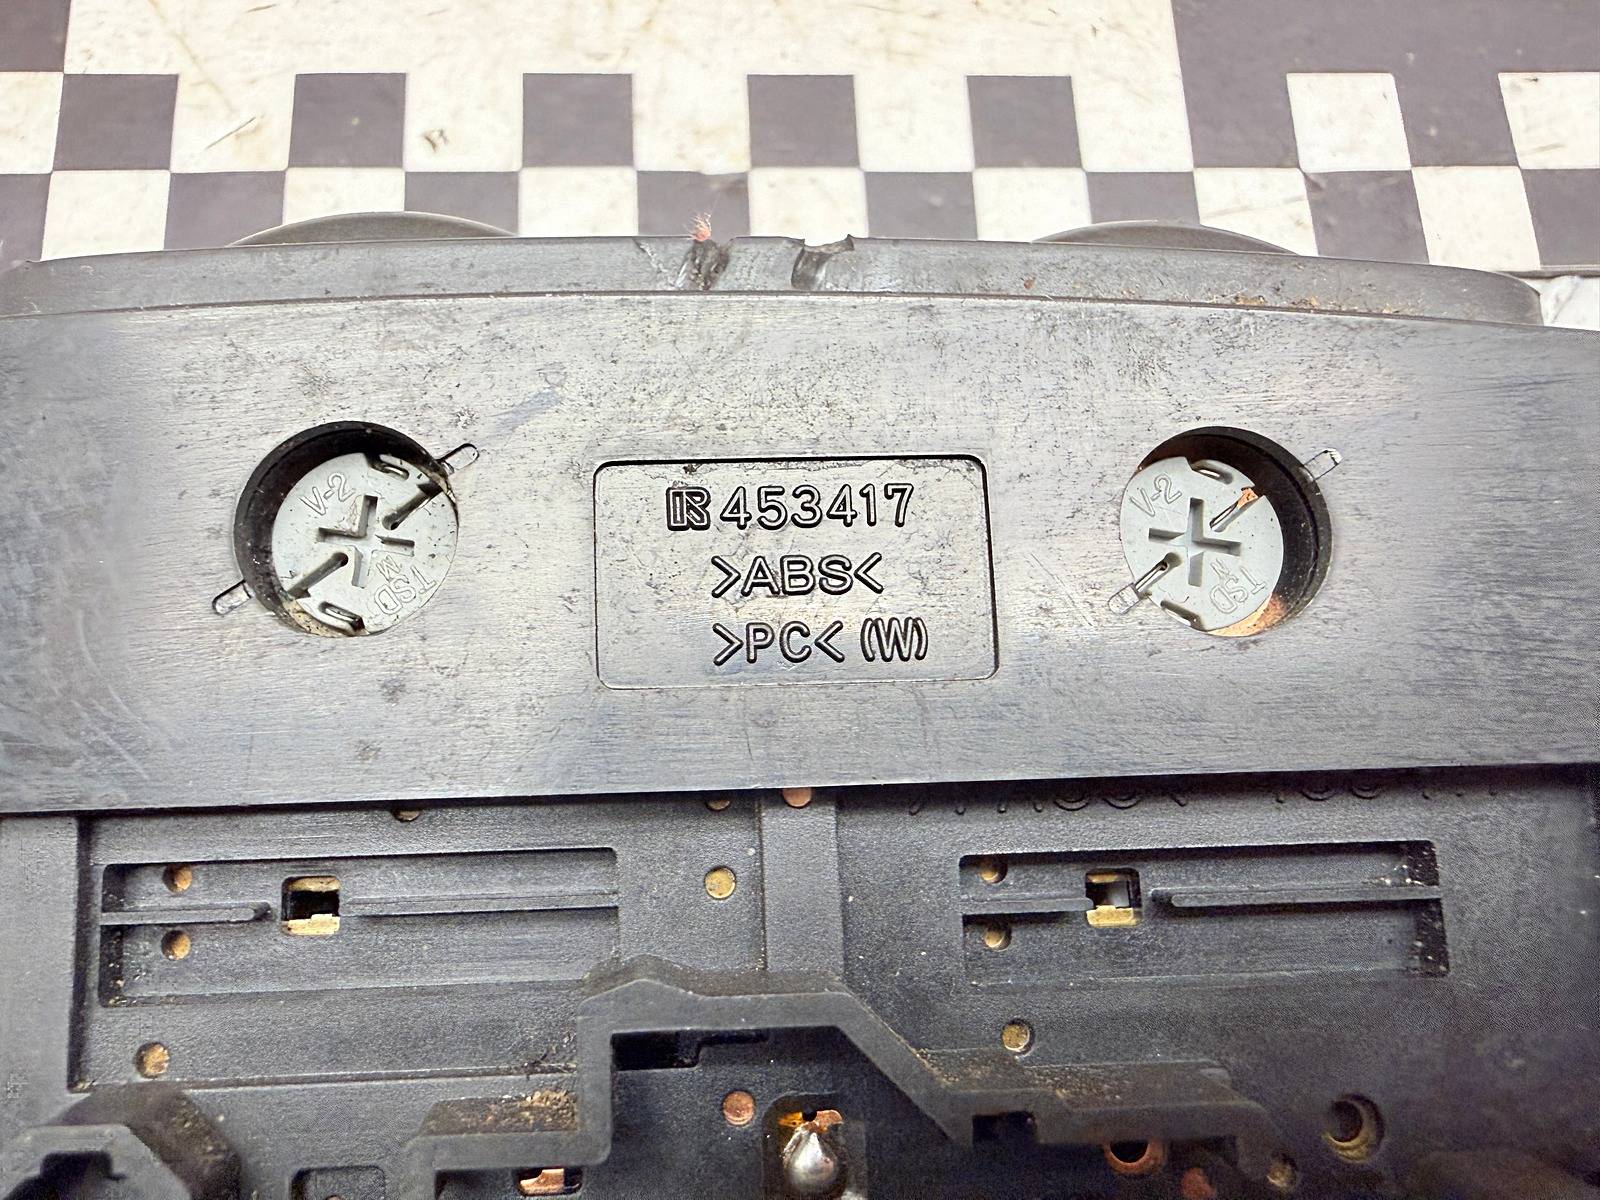 R 453417
>ABS<
>PC< (W)
V-2
TSD
M
V-2
TSD
M